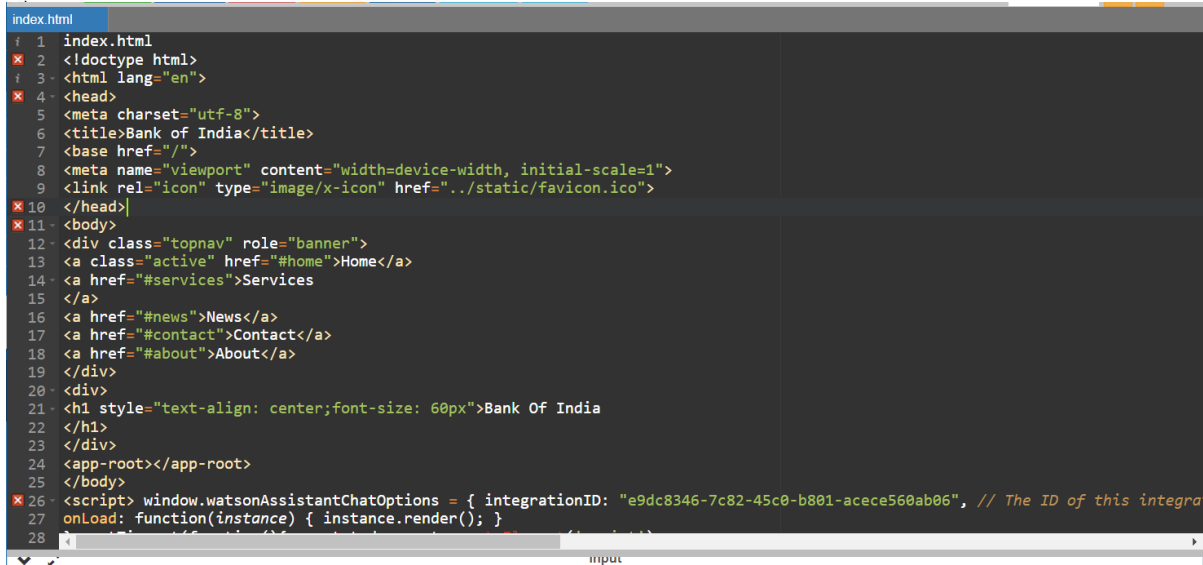 index.html
1 index.html
2 <!doctype html>
3 <html lang="en">
4 <head>
5 <meta charset="utf-8">
6 <title>Bank of India</title>
7 <base href="/">
8 <meta name="viewport" content="width=device-width, initial-scale=1">
9 <link rel="icon" type="image/x-icon" href="../static/favicon.ico">
10 </head>
11 <body>
12 <div class="topnav" role="banner">
13 <a class="active" href="#home">Home</a>
14 <a href="#services">Services
15 </a>
16 <a href="#news">News</a>
17 <a href="#contact">Contact</a>
18 <a href="#about">About</a>
19 </div>
20 <div>
21 <h1 style="text-align: center;font-size: 60px">Bank Of India
22 </h1>
23 </div>
24 <app-root></app-root>
25 </body>
26 <script> window.watsonAssistantChatOptions = { integrationID: "e9dc8346-7c82-45c0-b801-acece560ab06", // The ID of this integra
27 onLoad: function(instance) { instance.render(); }
28
input